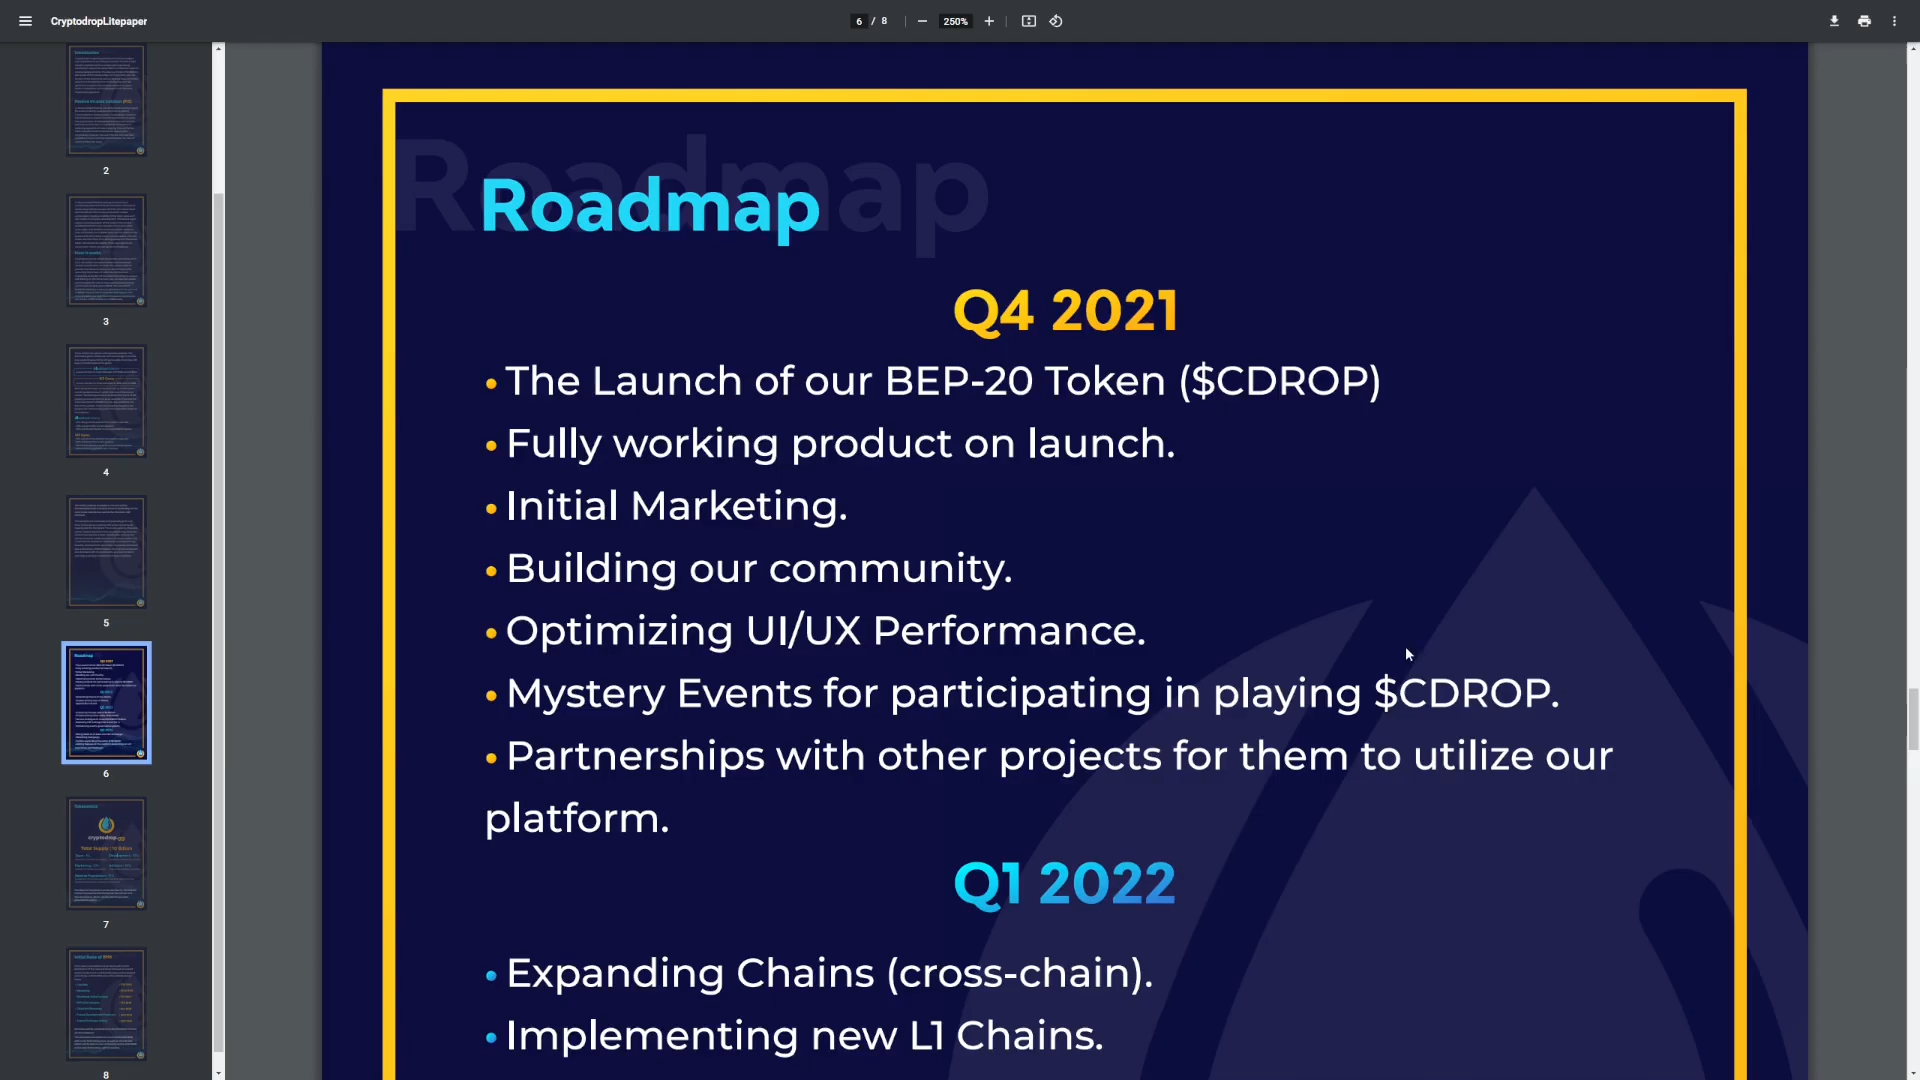 CryptodropLitepaper
6 / 8
250%
2
3
4
5
6
7
8
Roadmap
Roadmap
Q4 2021
• The Launch of our BEP-20 Token ($CDROP)
• Fully working product on launch.
• Initial Marketing.
• Building our community.
• Optimizing UI/UX Performance.
• Mystery Events for participating in playing $CDROP.
• Partnerships with other projects for them to utilize our
platform.
Q1 2022
• Expanding Chains (cross-chain).
• Implementing new L1 Chains.